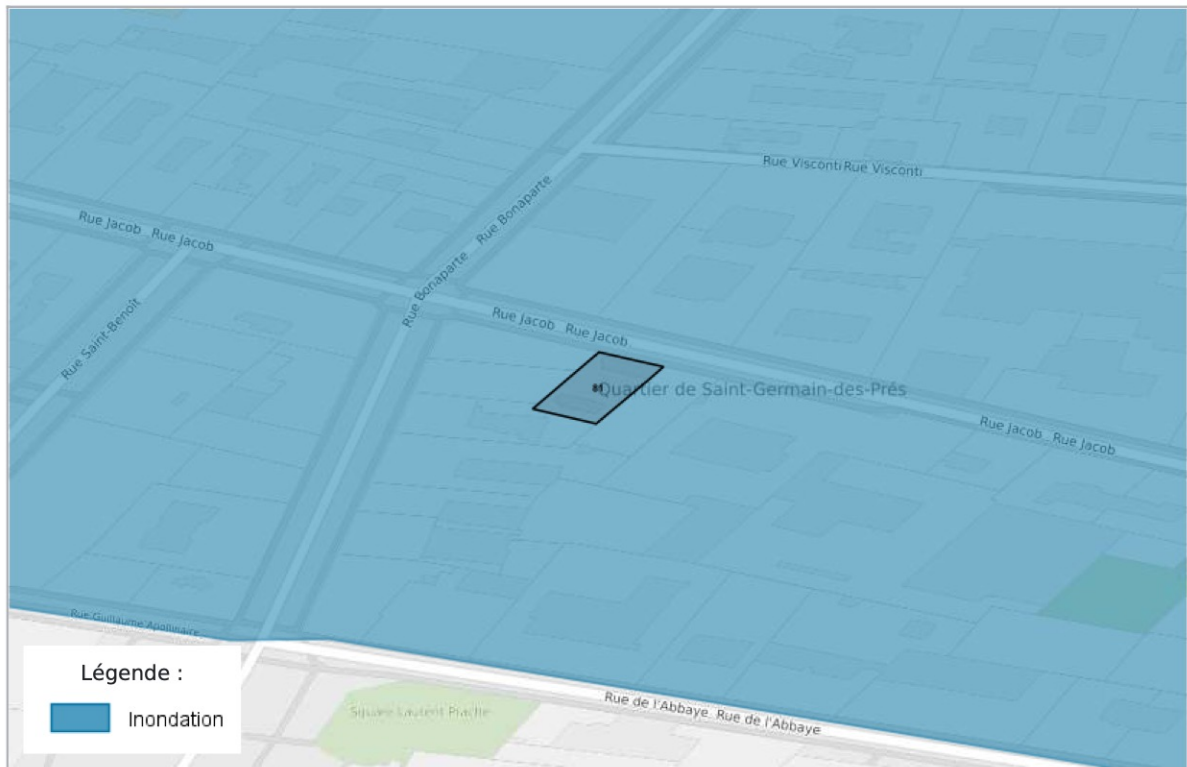 Rue Visconti Rue Visconti
Rue Bonaparte
Rue Jacob Rue Jacob
Rue Bonaparte
Rue Saint-Benoît
Rue Jacob Rue Jacob
Quartier de Saint-Germain-des-Prés
Rue Jacob Rue Jacob
Rue Guillaume Apollinaire
Légende :
Inondation
Square Laurent Prache
Rue de l'Abbaye Rue de l'Abbaye